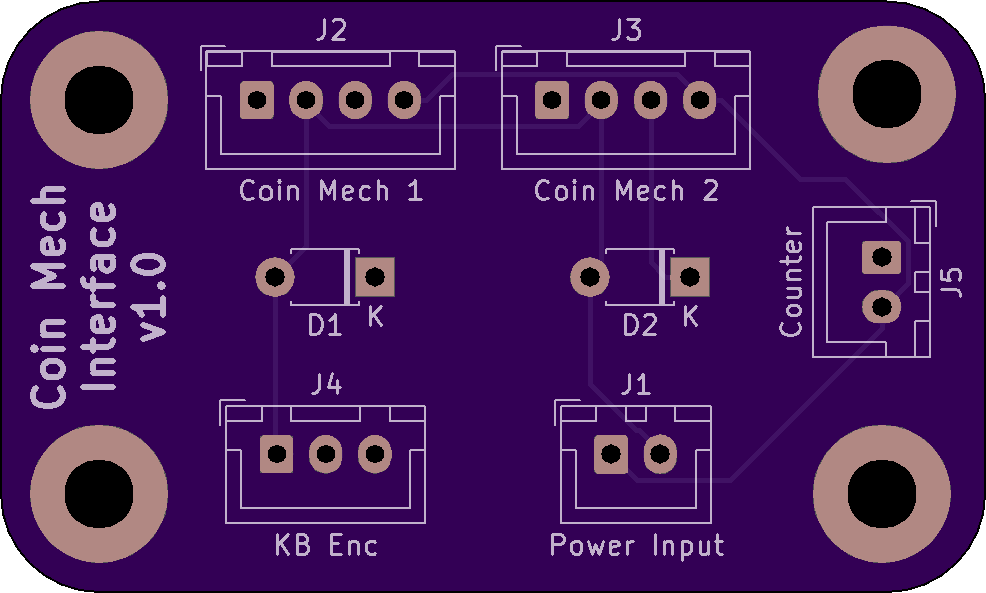 J2
J3
Coin Mech 1
Coin Mech 2
Coin Mech
Interface
v1.0
Counter
J5
D1
K
D2
K
J4
J1
KB Enc
Power Input